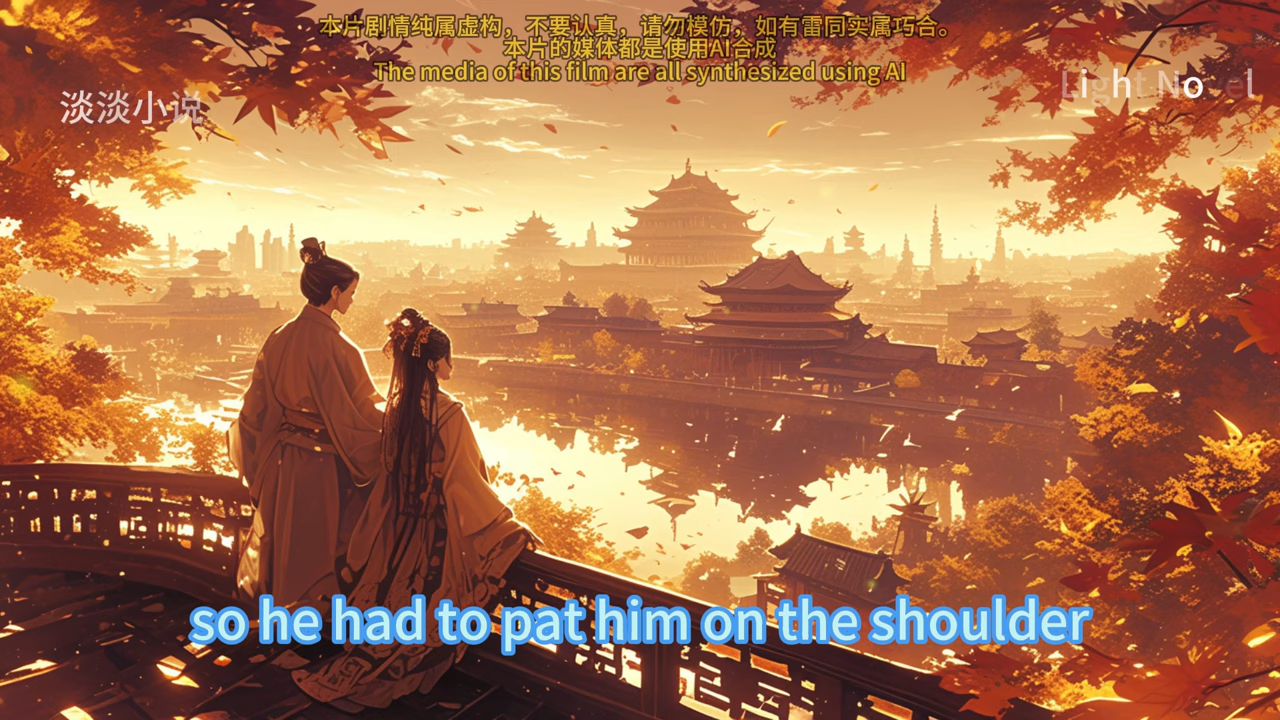 本片剧情纯属虚构，不要认真，请勿模仿，如有雷同实属巧合。
本片的媒体都是使用AI合成
The media of this film are all synthesized using AI
淡淡小说
Light Novel
so he had to pat him on the shoulder